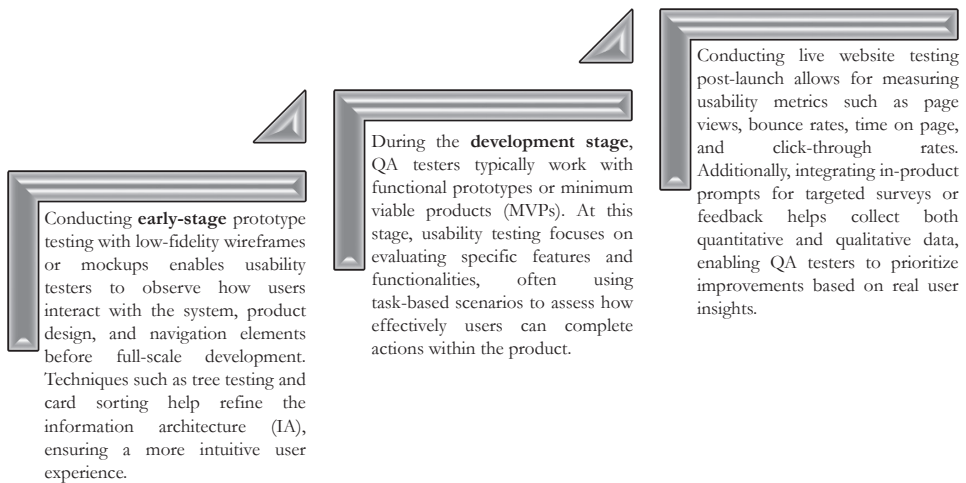 Conducting early-stage prototype
testing with low-fidelity wireframes
or mockups enables usability
testers to observe how users
interact with the system, product
design, and navigation elements
before full-scale development.
Techniques such as tree testing and
card sorting help refine the
information architecture (IA),
ensuring a more intuitive user
experience.
During the development stage,
QA testers typically work with
functional prototypes or minimum
viable products (MVPs). At this
stage, usability testing focuses on
evaluating specific features and
functionalities, often using
task-based scenarios to assess how
effectively users can complete
actions within the product.
Conducting live website testing
post-launch allows for measuring
usability metrics such as page
views, bounce rates, time on page,
and click-through rates.
Additionally, integrating in-product
prompts for targeted surveys or
feedback helps collect both
quantitative and qualitative data,
enabling QA testers to prioritize
improvements based on real user
insights.